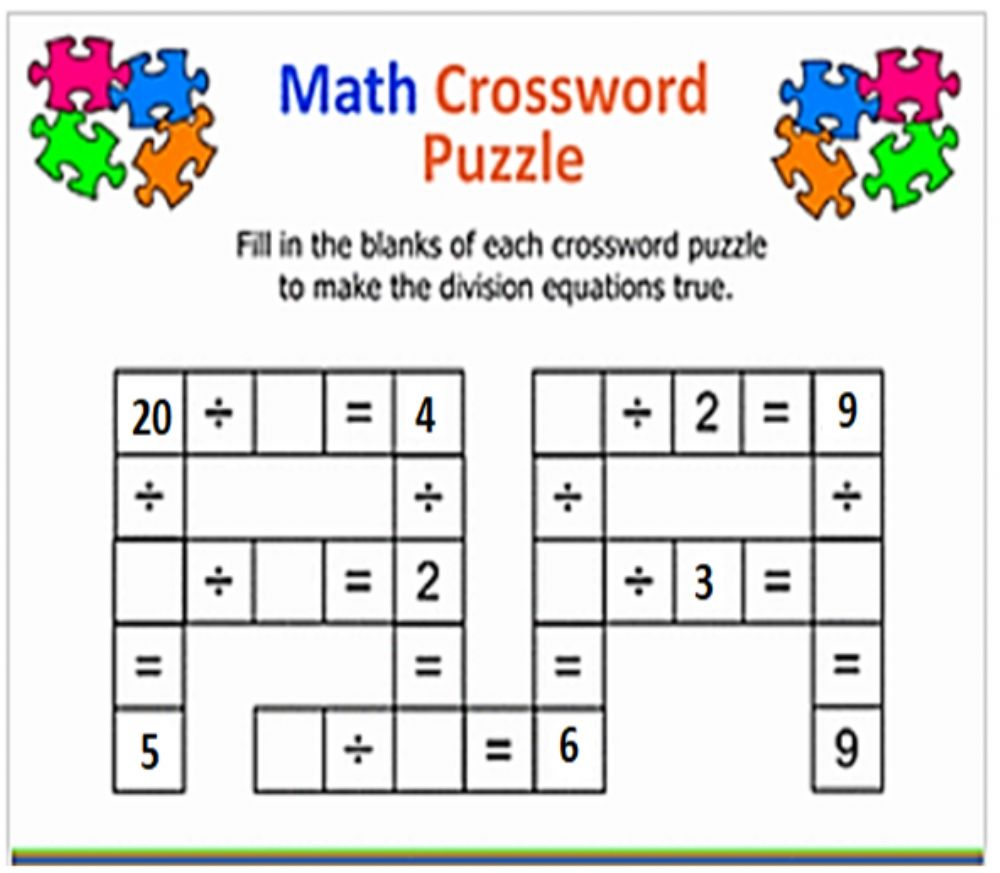 Math Crossword
Puzzle
Fill in the blanks of each crossword puzzle
to make the division equations true.
20 ÷ = 4 ÷ 2 = 9
÷ ÷ ÷ ÷
÷ = 2 ÷ 3 =
= = = =
5 ÷ = 6 9